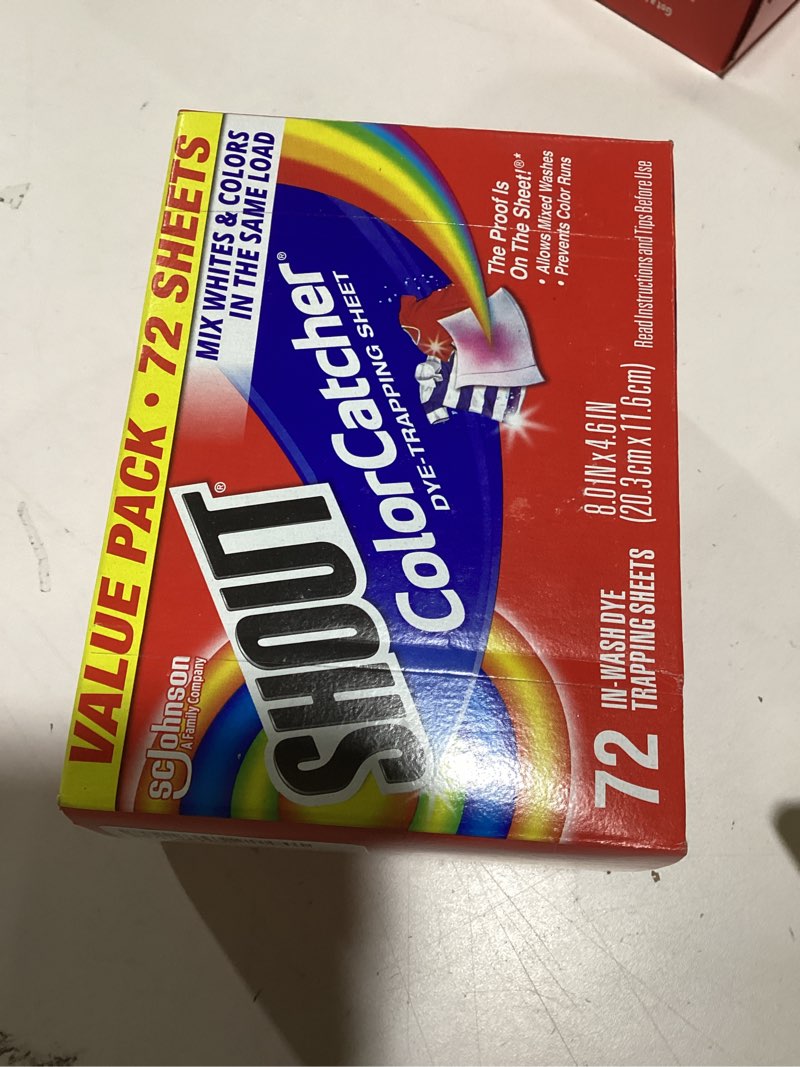 VALUE PACK • 72 SHEETS
MIX WHITES & COLORS
IN THE SAME LOAD
scJohnson
A Family Company
SHOUT®
ColorCatcher®
DYE-TRAPPING SHEET
The Proof Is
On The Sheet!®*
• Allows Mixed Washes
• Prevents Color Runs
72 IN-WASH DYE
TRAPPING SHEETS
8.0 IN x 4.6 IN
(20.3 cm x 11.6 cm)
Read Instructions and Tips Before Use